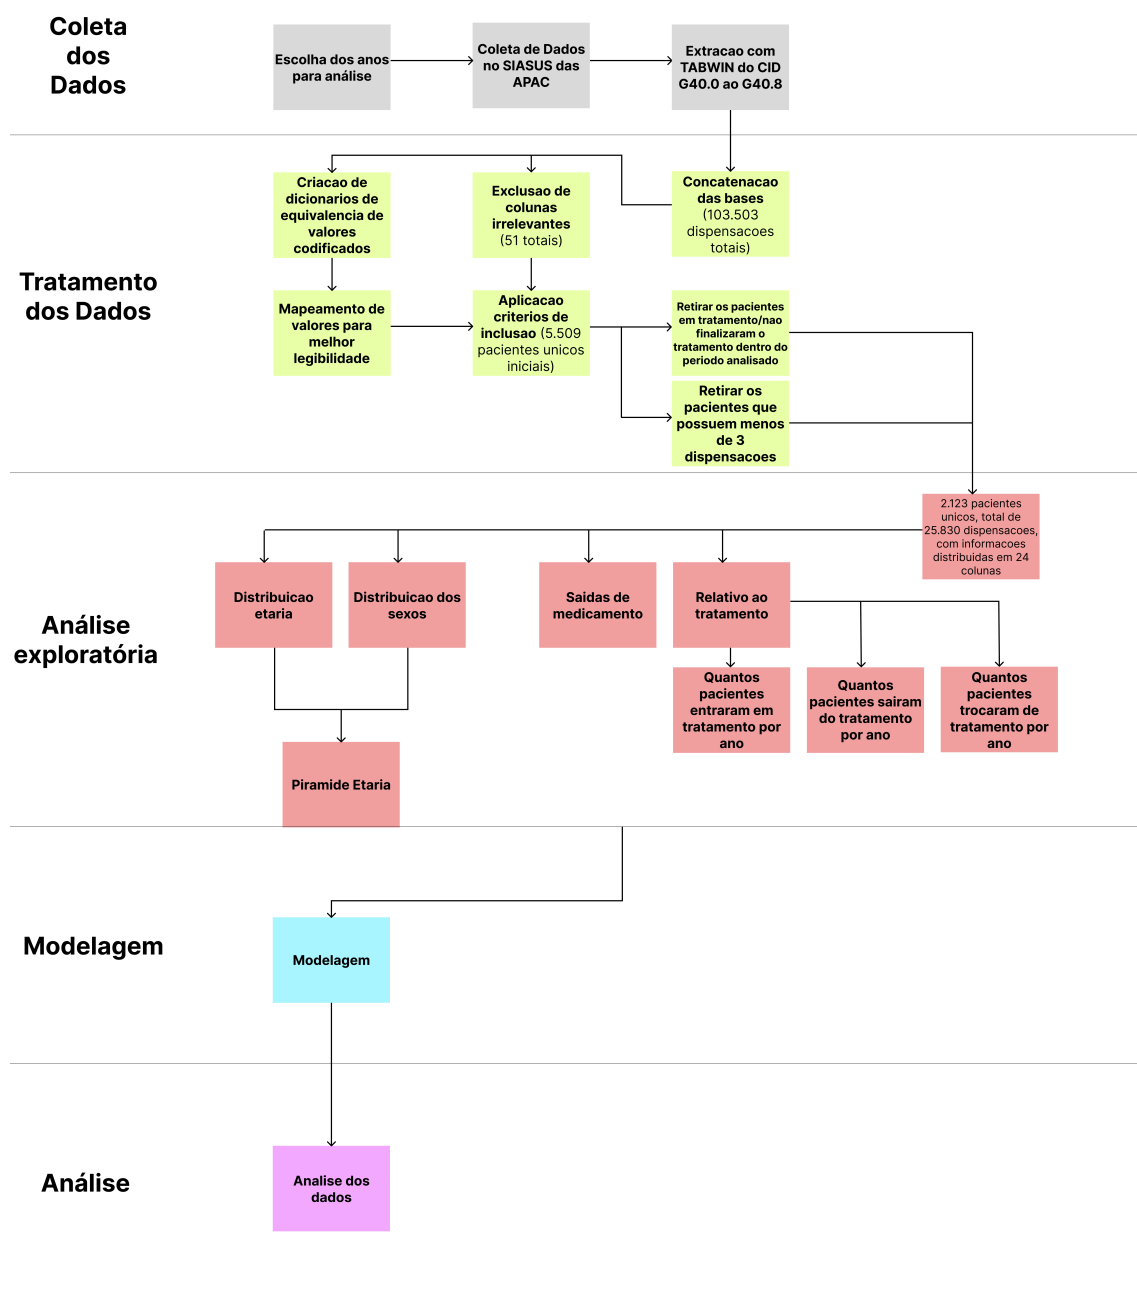 Coleta
dos
Dados
Escolha dos anos
para análise
Coleta de Dados
no SIASUS das
APAC
Extracao com
TABWIN do CID
G40.0 ao G40.8
Tratamento
dos Dados
Criacao de
dicionarios de
equivalencia de
valores
codificados
Exclusao de
colunas
irrelevantes
(51 totais)
Concatenacao
das bases
(103.503
dispensacoes
totais)
Mapeamento de
valores para
melhor
legibilidade
Aplicacao
criterios de
inclusao (5.509
pacientes unicos
iniciais)
Retirar os pacientes
em tratamento/nao
finalizaram o
tratamento dentro do
periodo analisado
Retirar os
pacientes que
possuem menos
de 3
dispensacoes
Análise
exploratória
2.123 pacientes
unicos, total de
25.830 dispensacoes,
com informacoes
distribuidas em 24
colunas
Distribuicao
etaria
Distribuicao dos
sexos
Saidas de
medicamento
Relativo ao
tratamento
Quantos
pacientes
entraram em
tratamento por
ano
Quantos
pacientes sairam
do tratamento
por ano
Quantos
pacientes
trocaram de
tratamento por
ano
Piramide Etaria
Modelagem
Modelagem
Análise
Analise dos
dados